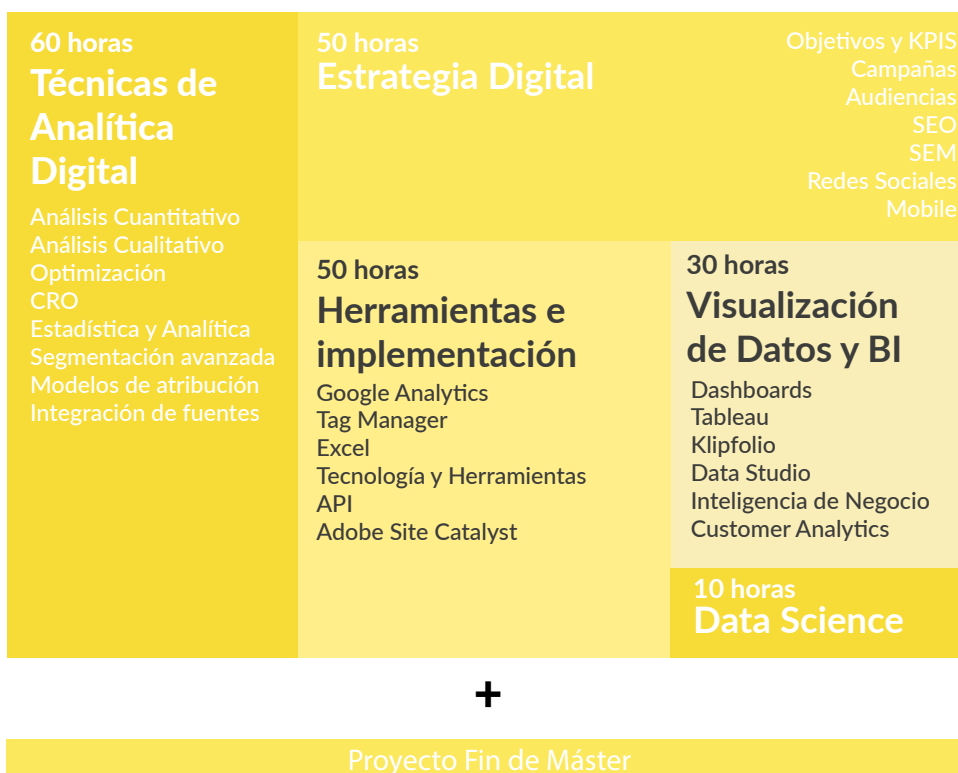 60 horas
Técnicas de
Analítica
Digital
Análisis Cuantitativo
Análisis Cualitativo
Optimización
CRO
Estadística y Analítica
Segmentación avanzada
Modelos de atribución
Integración de fuentes
50 horas
Estrategia Digital
Objetivos y KPIS
Campañas
Audiencias
SEO
SEM
Redes Sociales
Mobile
50 horas
Herramientas e
implementación
Google Analytics
Tag Manager
Excel
Tecnología y Herramientas
API
Adobe Site Catalyst
30 horas
Visualización
de Datos y BI
Dashboards
Tableau
Klipfolio
Data Studio
Inteligencia de Negocio
Customer Analytics
10 horas
Data Science
+
Proyecto Fin de Máster